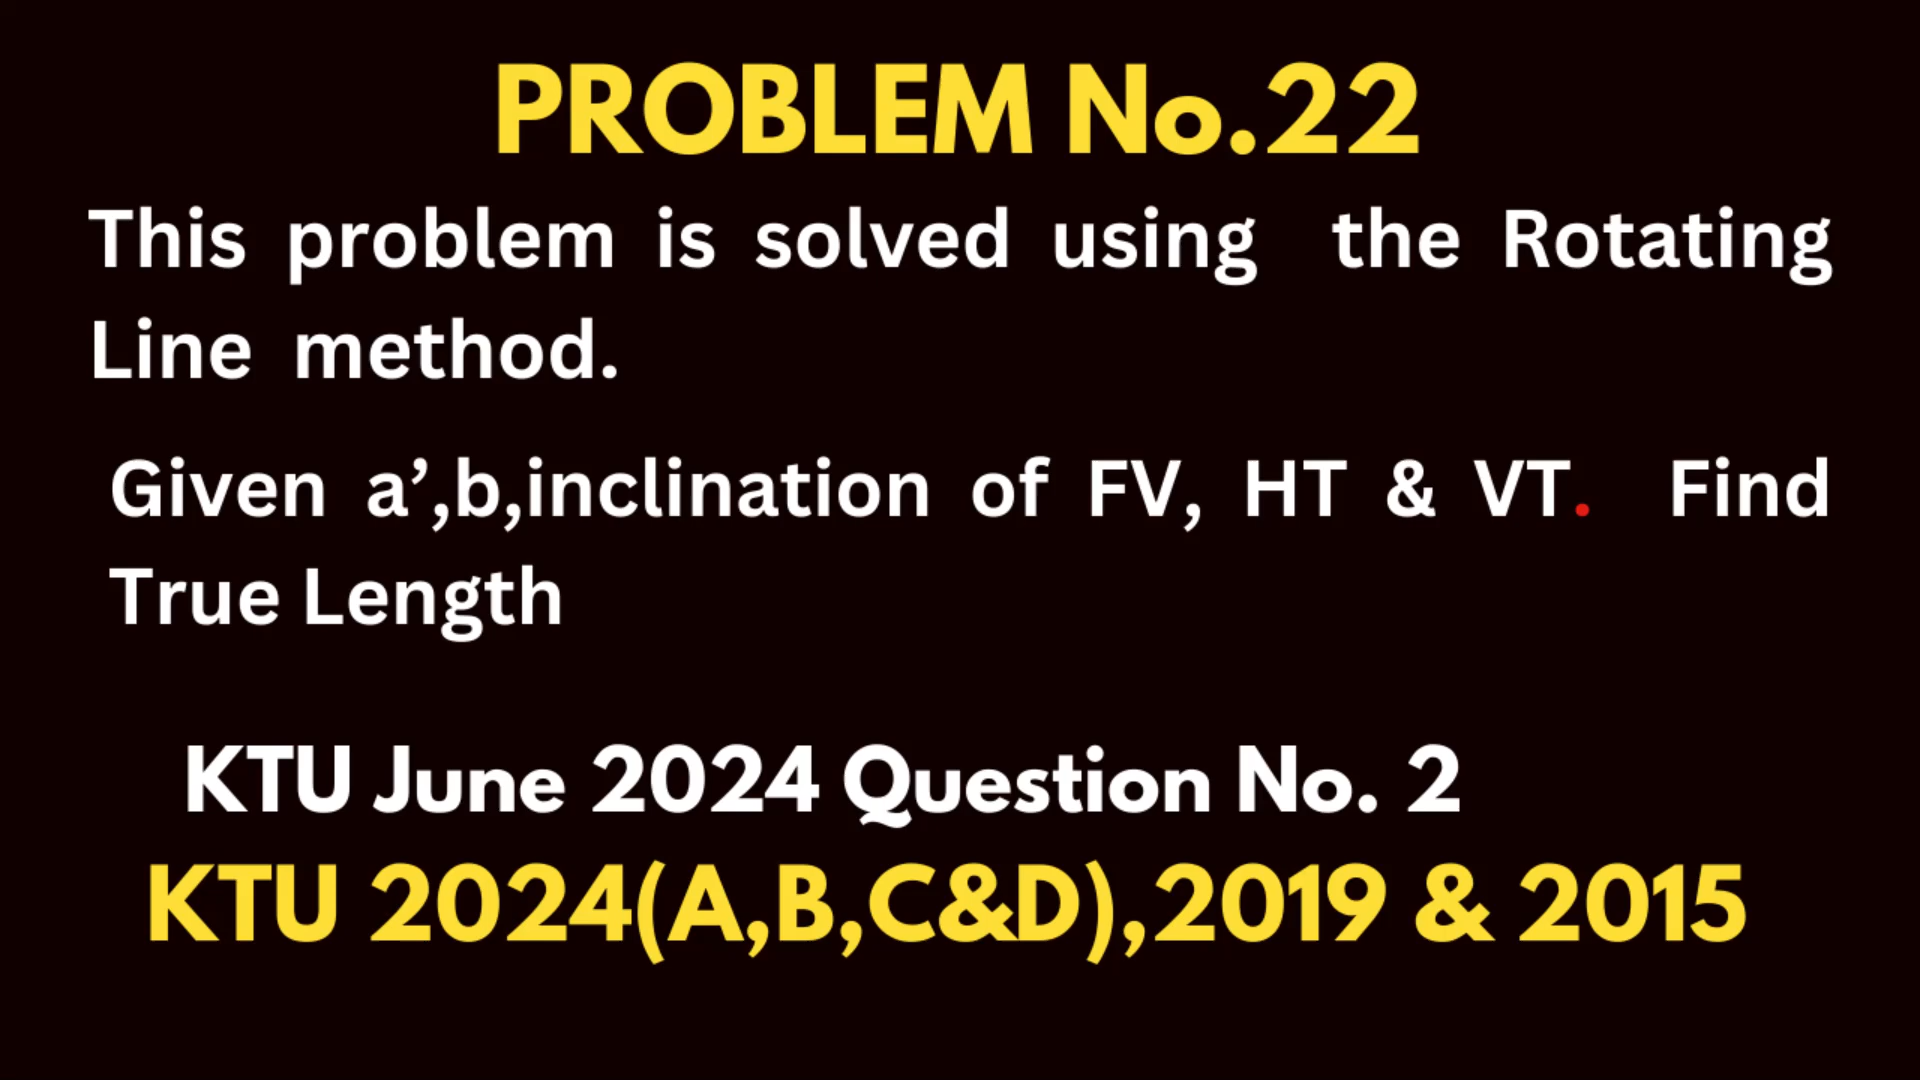 PROBLEM No.22
This problem is solved using the Rotating
Line method.
Given a’,b,inclination of FV, HT & VT. Find
True Length
KTU June 2024 Question No. 2
KTU 2024(A,B,C&D),2019 & 2015